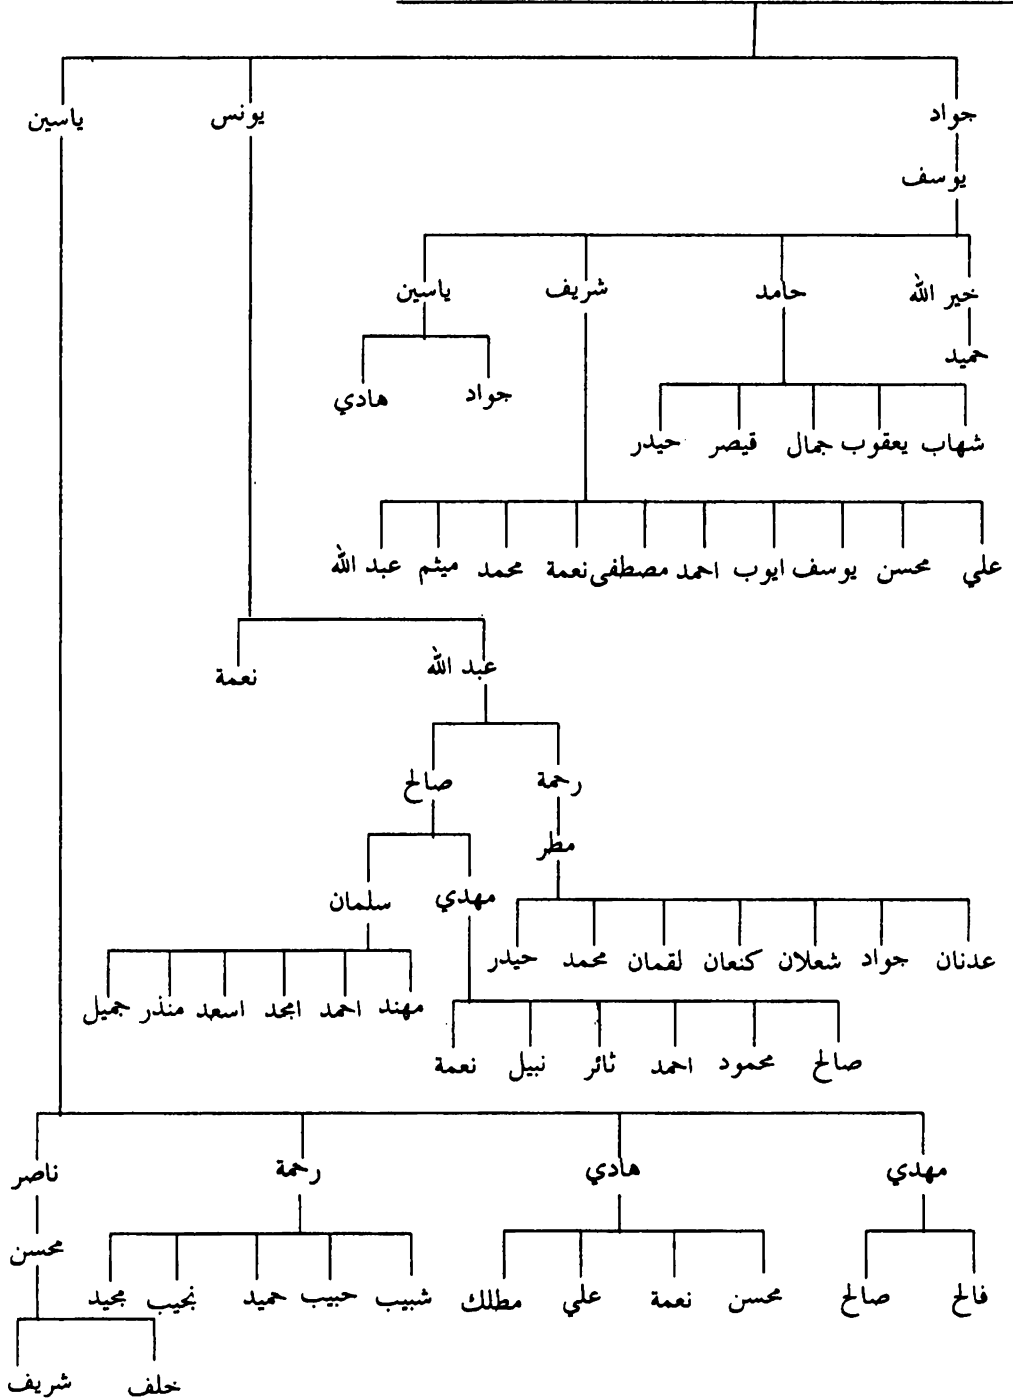 جواد يونس ياسين
يوسف
خير الله حامد شريف ياسين
حميد
جواد هادي
شهاب يعقوب جمال قيصر حيدر
علي محسن يوسف ايوب احمد مصطفى نعمة محمد ميثم عبد الله
عبد الله نعمة
رحمة صالح
مطر
مهدي سلمان
عدنان جواد شعلان كنعان لقمان محمد حيدر
مهند احمد امجد اسعد منذر جميل
صالح محمود احمد ثائر نبيل نعمة
مهدي هادي رحمة ناصر
محسن
فالح صالح محسن نعمة علي مطلك شبيب حبيب حميد نجيب مجيد
خلف شريف